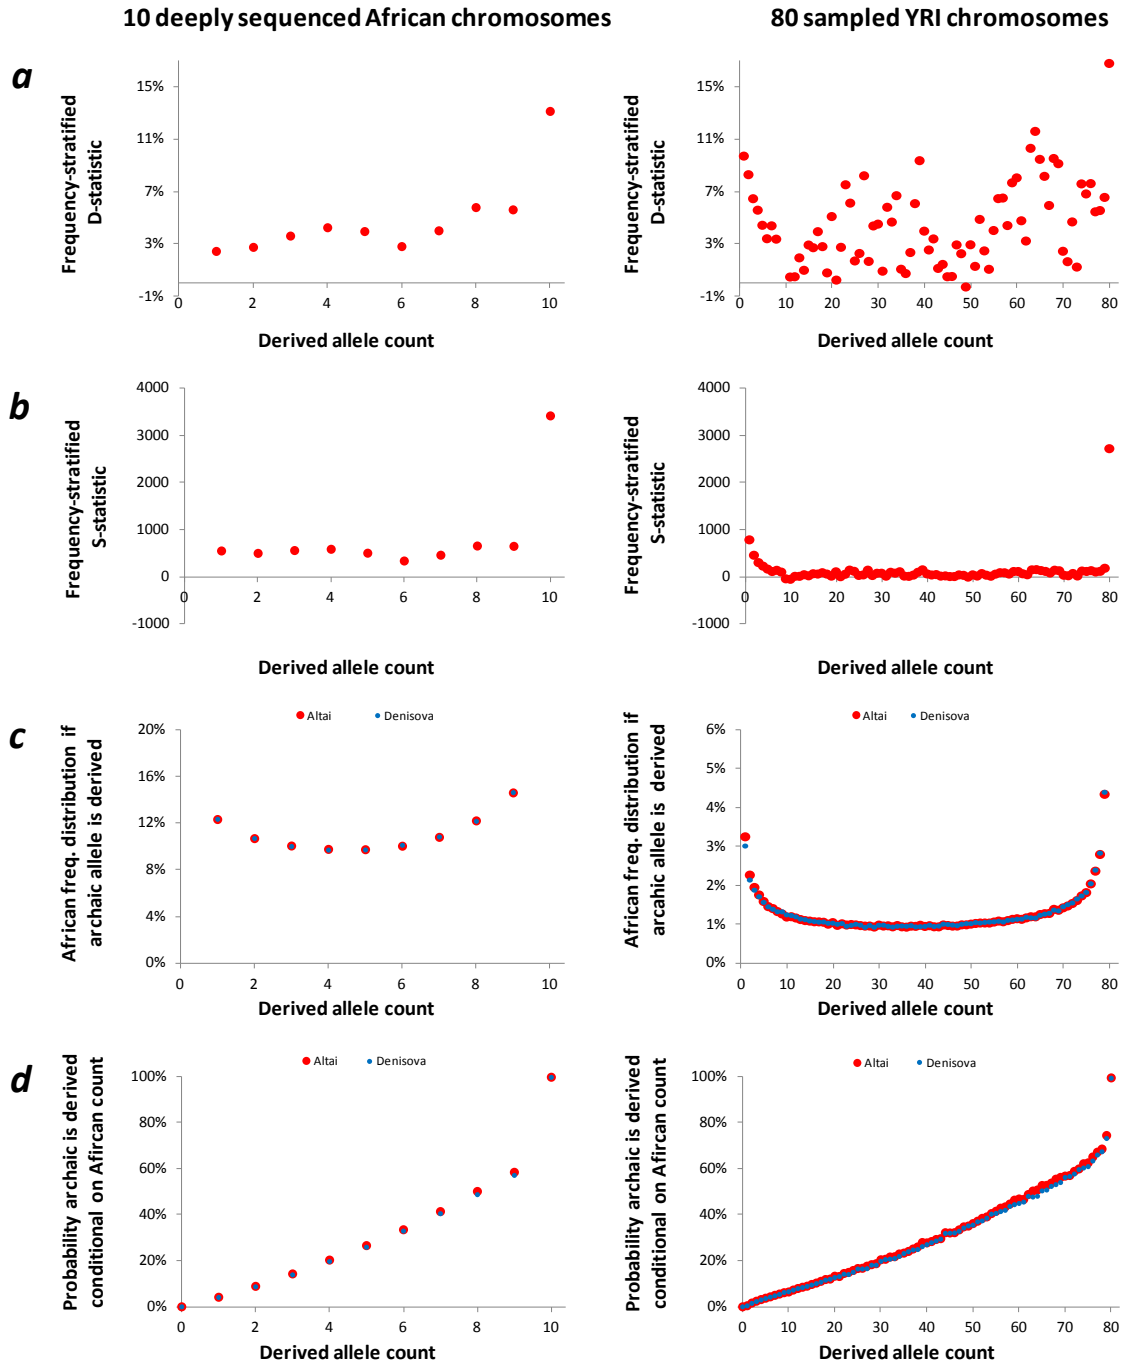 10 deeply sequenced African chromosomes
80 sampled YRI chromosomes
a
Frequency-stratified
D-statistic
15%
11%
7%
3%
-1%
0 2 4 6 8 10
Derived allele count
Frequency-stratified
D-statistic
15%
11%
7%
3%
-1%
0 10 20 30 40 50 60 70 80
Derived allele count
b
Frequency-stratified
S-statistic
4000
3000
2000
1000
0
-1000
0 2 4 6 8 10
Derived allele count
Frequency-stratified
S-statistic
4000
3000
2000
1000
0
-1000
0 10 20 30 40 50 60 70 80
Derived allele count
c
African freq. distribution if
archaic allele is derived
Altai Denisova
20%
16%
12%
8%
4%
0%
0 2 4 6 8 10
Derived allele count
African freq. distribution if
arcahic allele is derived
Altai Denisova
6%
5%
4%
3%
2%
1%
0%
0 10 20 30 40 50 60 70 80
Derived allele count
d
Probability archaic is derived
conditional on Afircan count
Altai Denisova
100%
80%
60%
40%
20%
0%
0 2 4 6 8 10
Derived allele count
Probability archaic is derived
conditional on Afircan count
Altai Denisova
100%
80%
60%
40%
20%
0%
0 10 20 30 40 50 60 70 80
Derived allele count